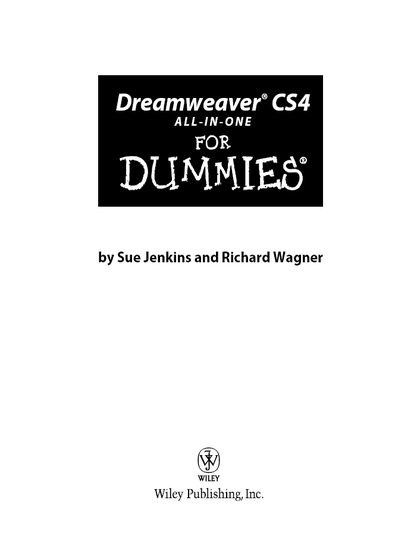 Dreamweaver® CS4
ALL-IN-ONE
FOR
DUMMIES®
by Sue Jenkins and Richard Wagner
WILEY
Wiley Publishing, Inc.